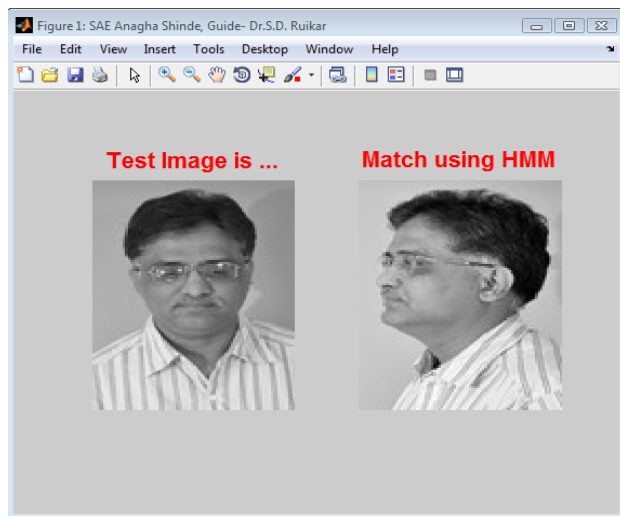 Figure 1: SAE Anagha Shinde, Guide- Dr.S.D. Ruikar
File Edit View Insert Tools Desktop Window Help
Test Image is ... Match using HMM